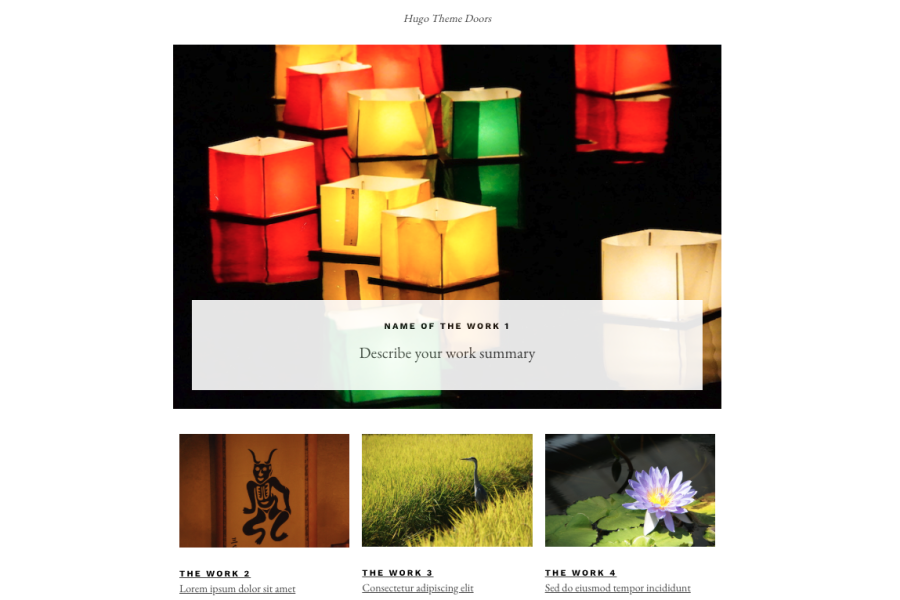 Hugo Theme Doors
NAME OF THE WORK 1
Describe your work summary
THE WORK 2
Lorem ipsum dolor sit amet
THE WORK 3
Consectetur adipiscing elit
THE WORK 4
Sed do eiusmod tempor incididunt